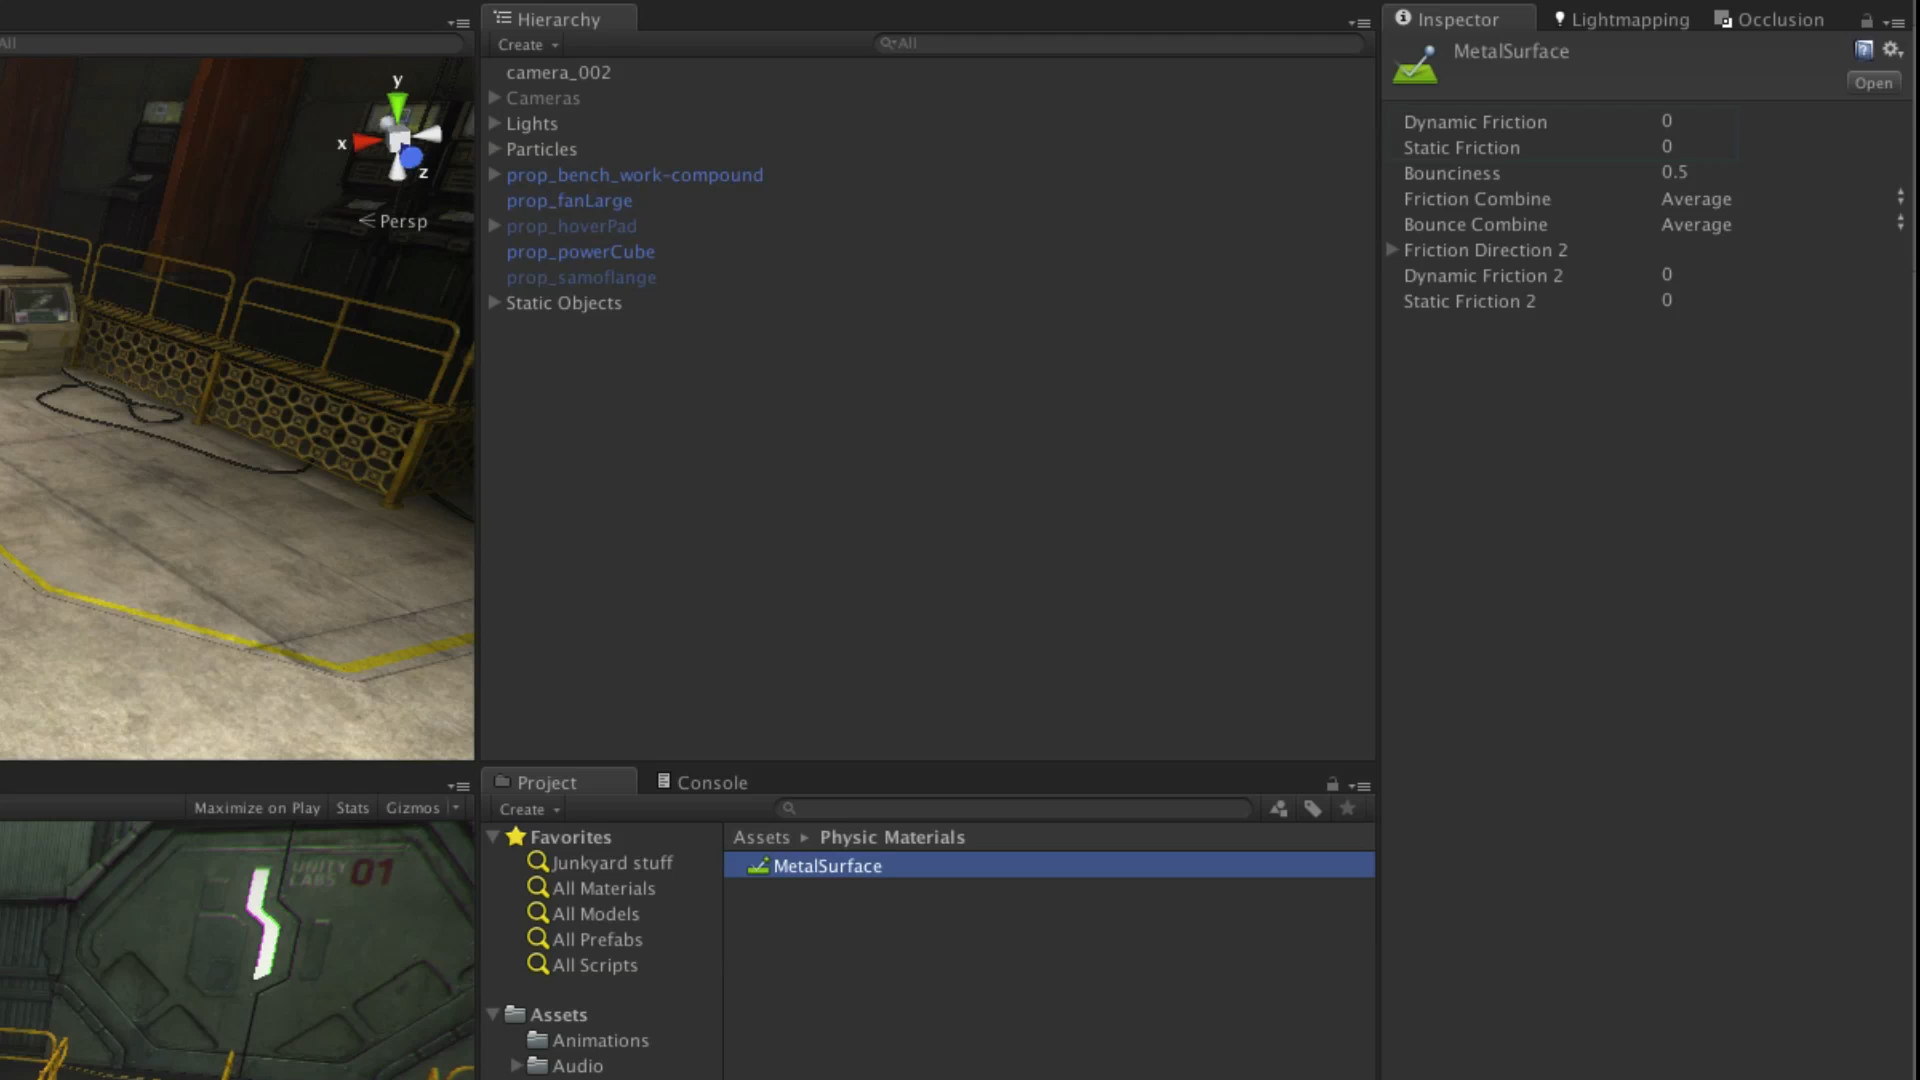 All
y
x
z
Persp
Maximize on Play Stats Gizmos
UNITY
LABS 01
Hierarchy
Create All
camera_002
Cameras
Lights
Particles
prop_bench_work-compound
prop_fanLarge
prop_hoverPad
prop_powerCube
prop_samoflange
Static Objects
Project Console
Create
Favorites
Junkyard stuff
All Materials
All Models
All Prefabs
All Scripts
Assets
Animations
Audio
Assets ▸ Physic Materials
MetalSurface
Inspector Lightmapping Occlusion
MetalSurface
Open
Dynamic Friction 0
Static Friction 0
Bounciness 0.5
Friction Combine Average
Bounce Combine Average
Friction Direction 2
Dynamic Friction 2 0
Static Friction 2 0